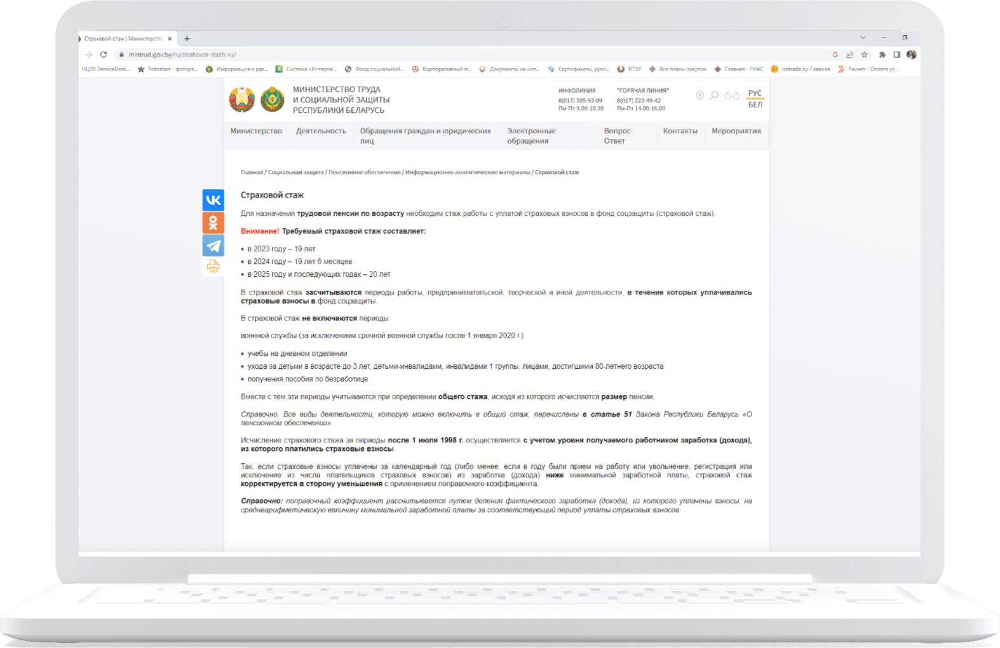 Страховой стаж | Министерств
mintrud.gov.by/ru/strahovoi-stazh-ru/
НЦЭУ ServiceDesk... Fotostars - фоторе... Информация о раз... Система «Интерне... Фонд социальной... Корпоративный п... Документы на исп... Сертификаты, руко... ЕПЭУ Все планы закупок Главная - ГИАС icetrade.by-Главная Расчет - Оплата ус...
МИНИСТЕРСТВО ТРУДА
И СОЦИАЛЬНОЙ ЗАЩИТЫ
РЕСПУБЛИКИ БЕЛАРУСЬ
ИНФОЛИНИЯ
8(017) 309-93-09
Пн-Пт 9.00-10.30
"ГОРЯЧАЯ ЛИНИЯ"
8(017) 222-49-42
Пн-Пт 14.00-16.00
РУС
БЕЛ
Министерство
Деятельность
Обращения граждан и юридических
лиц
Электронные
обращения
Вопрос-
Ответ
Контакты
Мероприятия
Главная / Социальная защита / Пенсионное обеспечение / Информационно-аналитические материалы / Страховой стаж
Страховой стаж
Для назначения трудовой пенсии по возрасту необходим стаж работы с уплатой страховых взносов в фонд соцзащиты (страховой стаж).
Внимание! Требуемый страховой стаж составляет:
• в 2023 году – 19 лет
• в 2024 году – 19 лет 6 месяцев
• в 2025 году и последующих годах – 20 лет
В страховой стаж засчитываются периоды работы, предпринимательской, творческой и иной деятельности, в течение которых уплачивались
страховые взносы в фонд соцзащиты.
В страховой стаж не включаются периоды:
военной службы (за исключением срочной военной службы после 1 января 2020 г.)
• учебы на дневном отделении
• ухода за детьми в возрасте до 3 лет, детьми-инвалидами, инвалидами 1 группы, лицами, достигшими 80-летнего возраста
• получения пособия по безработице
Вместе с тем эти периоды учитываются при определении общего стажа, исходя из которого исчисляется размер пенсии.
Справочно. Все виды деятельности, которую можно включить в общий стаж, перечислены в статье 51 Закона Республики Беларусь «О
пенсионном обеспечении».
Исчисление страхового стажа за периоды после 1 июля 1998 г. осуществляется с учетом уровня получаемого работником заработка (дохода),
из которого платились страховые взносы.
Так, если страховые взносы уплачены за календарный год (либо менее, если в году были прием на работу или увольнение, регистрация или
исключение из числа плательщиков страховых взносов) из заработка (дохода) ниже минимальной заработной платы, страховой стаж
корректируется в сторону уменьшения с применением поправочного коэффициента.
Справочно: поправочный коэффициент рассчитывается путем деления фактического заработка (дохода), из которого уплачены взносы, на
среднеарифметическую величину минимальной заработной платы за соответствующий период уплаты страховых взносов.